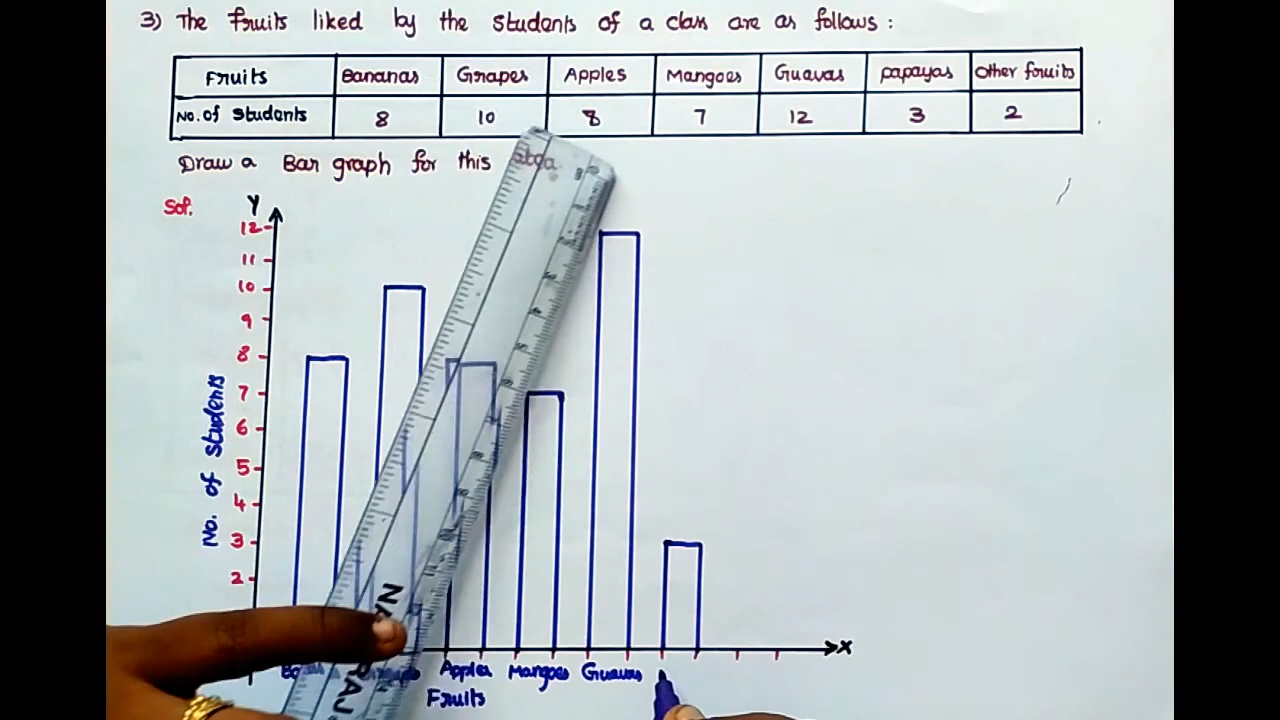 3) The fruits liked by the students of a class are as follows :
Fruits Bananas Grapes Apples Mangoes Guavas papayas Other fruits
No. of Students 8 10 8 7 12 3 2
Draw a Bar graph for this data.
Sol.
Y
12
11
10
9
8
7
6
5
4
3
2
No. of Students
X
Apples Mangoes Guavas
Fruits